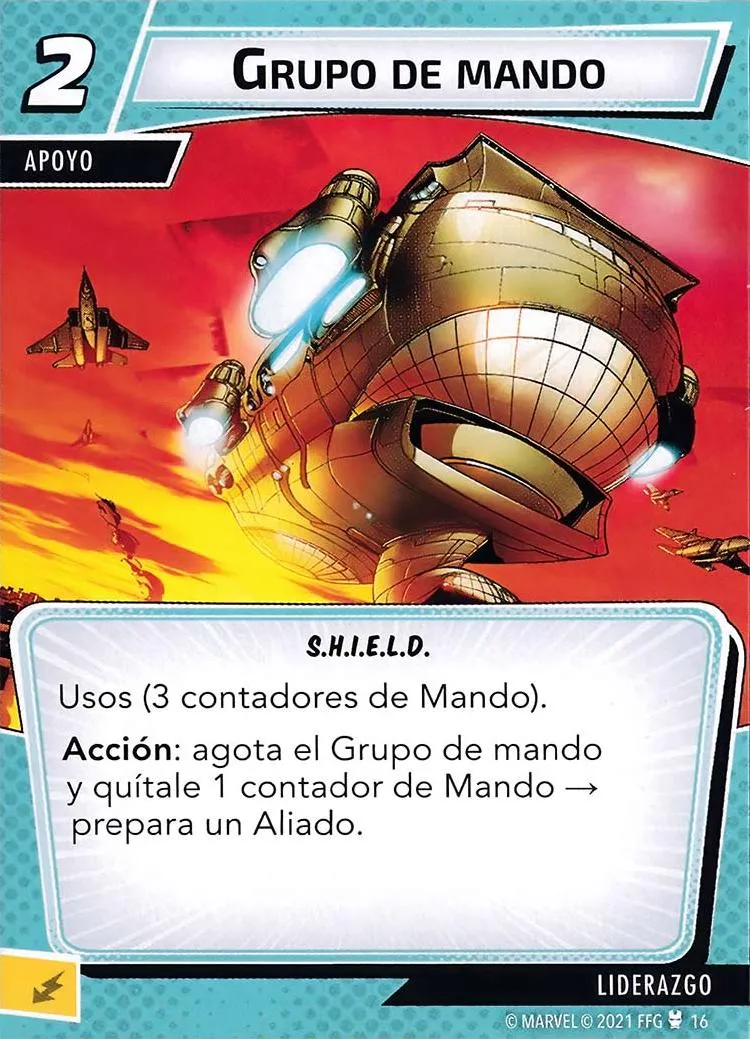 2
GRUPO DE MANDO
APOYO
S.H.I.E.L.D.
Usos (3 contadores de Mando).
Acción: agota el Grupo de mando
y quítale 1 contador de Mando →
prepara un Aliado.
LIDERAZGO
© MARVEL © 2021 FFG 16